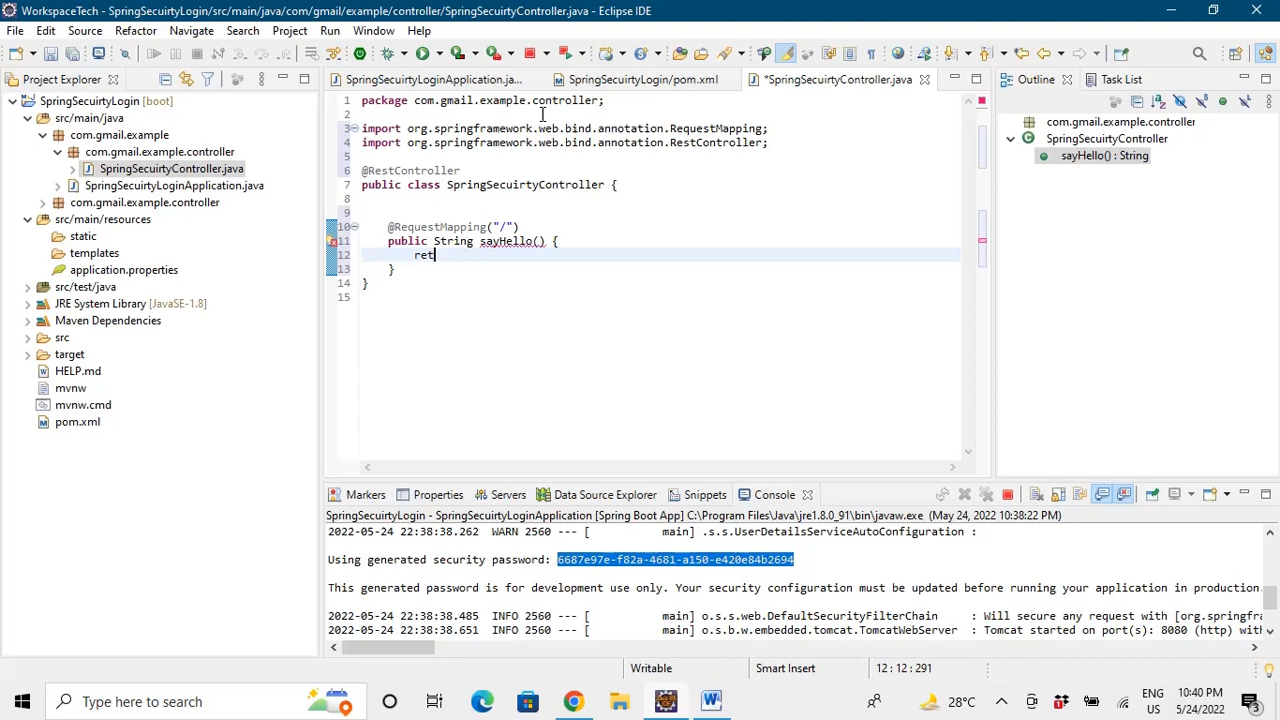 WorkspaceTech - SpringSecuirtyLogin/src/main/java/com/gmail/example/controller/SpringSecuirtyController.java - Eclipse IDE
File Edit Source Refactor Navigate Search Project Run Window Help
Project Explorer
SpringSecuirtyLogin [boot]
src/main/java
com.gmail.example
com.gmail.example.controller
SpringSecuirtyController.java
SpringSecuirtyLoginApplication.java
com.gmail.example.controller
src/main/resources
static
templates
application.properties
src/test/java
JRE System Library [JavaSE-1.8]
Maven Dependencies
src
target
HELP.md
mvnw
mvnw.cmd
pom.xml
SpringSecuirtyLoginApplication.ja... SpringSecuirtyLogin/pom.xml *SpringSecuirtyController.java
1 package com.gmail.example.controller;
2
3 import org.springframework.web.bind.annotation.RequestMapping;
4 import org.springframework.web.bind.annotation.RestController;
5
6 @RestController
7 public class SpringSecuirtyController {
8
9
10 @RequestMapping("/")
11 public String sayHello() {
12 ret
13 }
14 }
15
Outline Task List
com.gmail.example.controller
SpringSecuirtyController
sayHello() : String
Markers Properties Servers Data Source Explorer Snippets Console
SpringSecuirtyLogin - SpringSecuirtyLoginApplication [Spring Boot App] C:\Program Files\Java\jre1.8.0_91\bin\javaw.exe (May 24, 2022 10:38:22 PM)
2022-05-24 22:38:38.262 WARN 2560 --- [ main] .s.s.UserDetailsServiceAutoConfiguration :
Using generated security password: 6687e97e-f82a-4681-a150-e420e84b2694
This generated password is for development use only. Your security configuration must be updated before running your application in production.
2022-05-24 22:38:38.485 INFO 2560 --- [ main] o.s.s.web.DefaultSecurityFilterChain : Will secure any request with [org.springfra
2022-05-24 22:38:38.651 INFO 2560 --- [ main] o.s.b.w.embedded.tomcat.TomcatWebServer : Tomcat started on port(s): 8080 (http) with
Writable Smart Insert 12 : 12 : 291
Type here to search
28°C
ENG
US
10:40 PM
5/24/2022
3